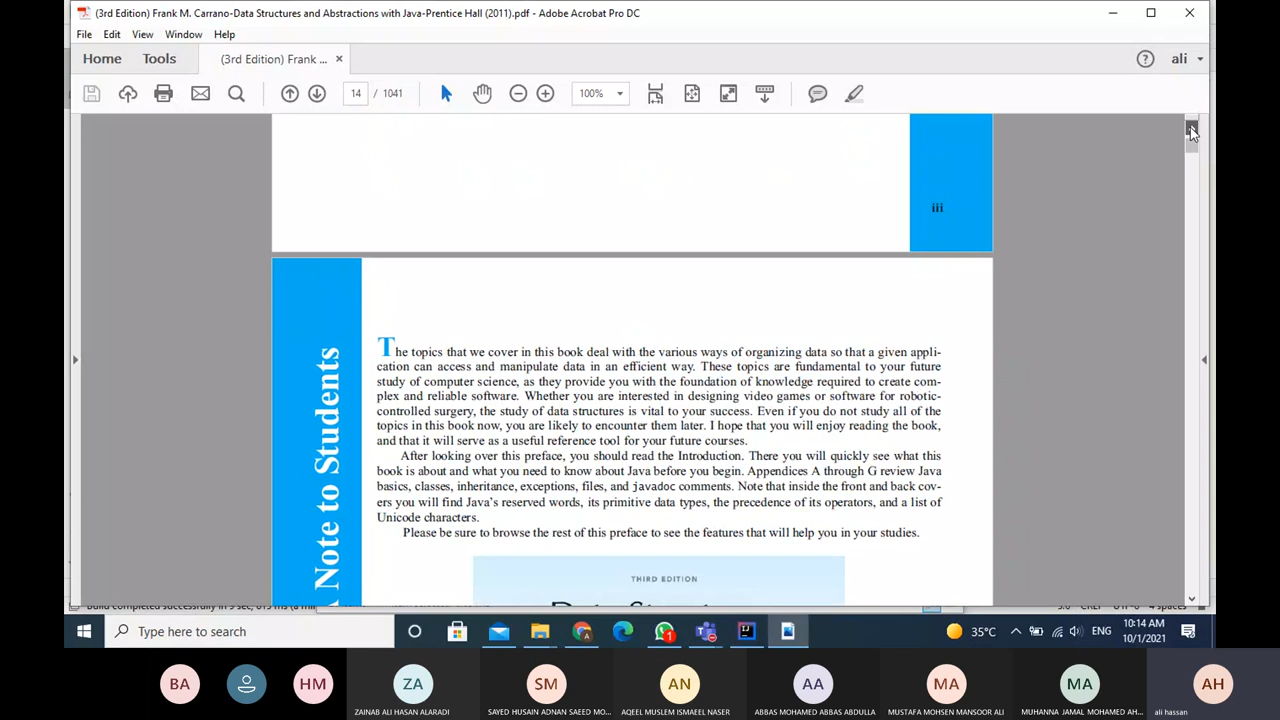 (3rd Edition) Frank M. Carrano-Data Structures and Abstractions with Java-Prentice Hall (2011).pdf - Adobe Acrobat Pro DC
File Edit View Window Help
Home Tools (3rd Edition) Frank ... × ali
14 / 1041 100%
iii
The topics that we cover in this book deal with the various ways of organizing data so that a given appli-
cation can access and manipulate data in an efficient way. These topics are fundamental to your future
study of computer science, as they provide you with the foundation of knowledge required to create com-
plex and reliable software. Whether you are interested in designing video games or software for robotic-
controlled surgery, the study of data structures is vital to your success. Even if you do not study all of the
topics in this book now, you are likely to encounter them later. I hope that you will enjoy reading the book,
and that it will serve as a useful reference tool for your future courses.
After looking over this preface, you should read the Introduction. There you will quickly see what this
book is about and what you need to know about Java before you begin. Appendices A through G review Java
basics, classes, inheritance, exceptions, files, and javadoc comments. Note that inside the front and back cov-
ers you will find Java's reserved words, its primitive data types, the precedence of its operators, and a list of
Unicode characters.
Please be sure to browse the rest of this preface to see the features that will help you in your studies.
Note to Students
THIRD EDITION
Type here to search
35°C ENG
10:14 AM
10/1/2021
BA HM ZA SM AN AA MA MA AH
ZAINAB ALI HASAN ALARADI SAYED HUSAIN ADNAN SAEED MO... AQEEL MUSLEM ISMAEEL NASER ABBAS MOHAMED ABBAS ABDULLA MUSTAFA MOHSEN MANSOOR ALI MUHANNA JAMAL MOHAMED AH... ali hassan